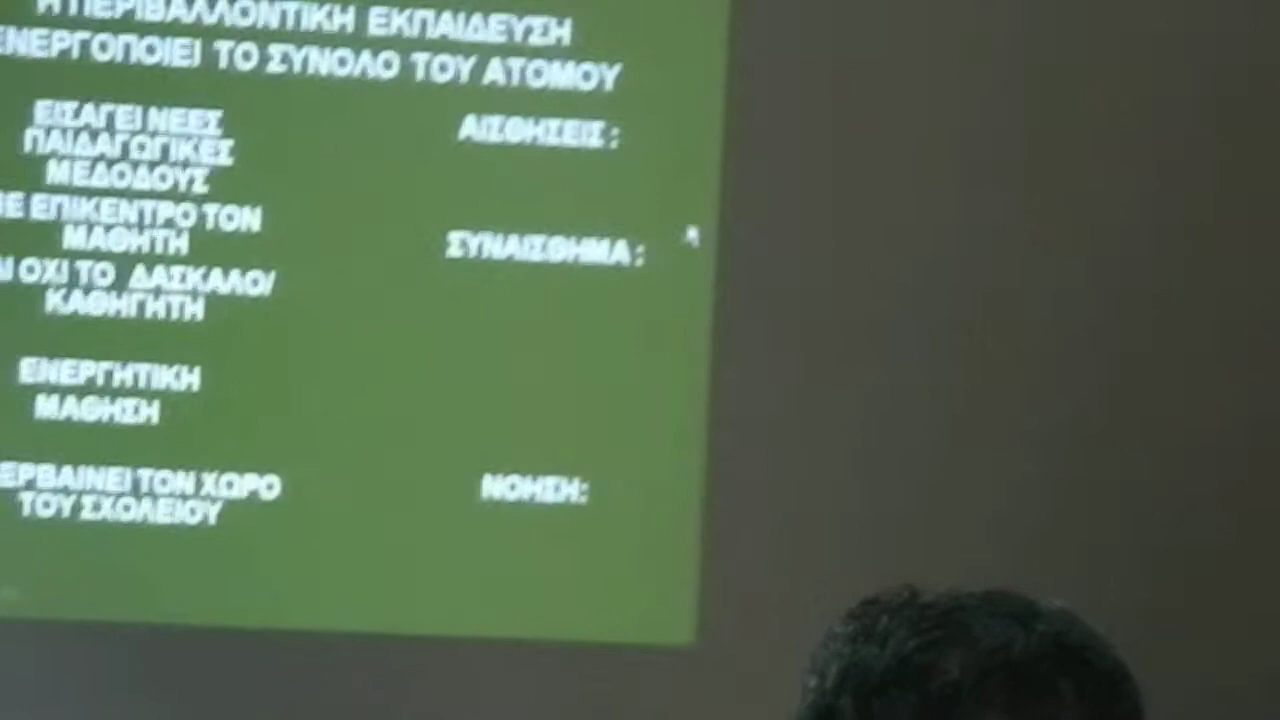 Η ΠΕΡΙΒΑΛΛΟΝΤΙΚΗ ΕΚΠΑΙΔΕΥΣΗ
ΕΝΕΡΓΟΠΟΙΕΙ ΤΟ ΣΥΝΟΛΟ ΤΟΥ ΑΤΟΜΟΥ
ΕΙΣΑΓΕΙ ΝΕΕΣ
ΠΑΙΔΑΓΩΓΙΚΕΣ
ΜΕΔΟΔΟΥΣ
ΕΠΙΚΕΝΤΡΟ ΤΟΝ
ΜΑΘΗΤΗ
ΟΧΙ ΤΟ ΔΑΣΚΑΛΟ/
ΚΑΘΗΓΗΤΗ
ΕΝΕΡΓΗΤΙΚΗ
ΜΑΘΗΣΗ
ΤΟΝ ΧΩΡΟ
ΤΟΥ ΣΧΟΛΕΙΟΥ
ΑΙΣΘΗΣΕΙΣ :
ΣΥΝΑΙΣΘΗΜΑ :
ΝΟΗΣΗ: